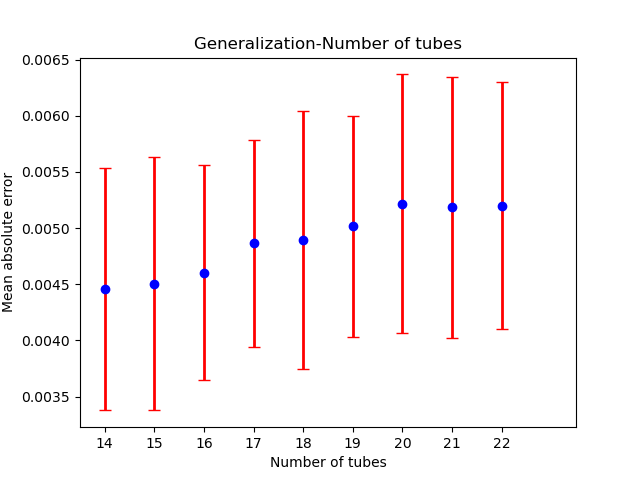 Generalization-Number of tubes
0.0065
0.0060
0.0055
0.0050
0.0045
0.0040
0.0035
Mean absolute error
14 15 16 17 18 19 20 21 22
Number of tubes